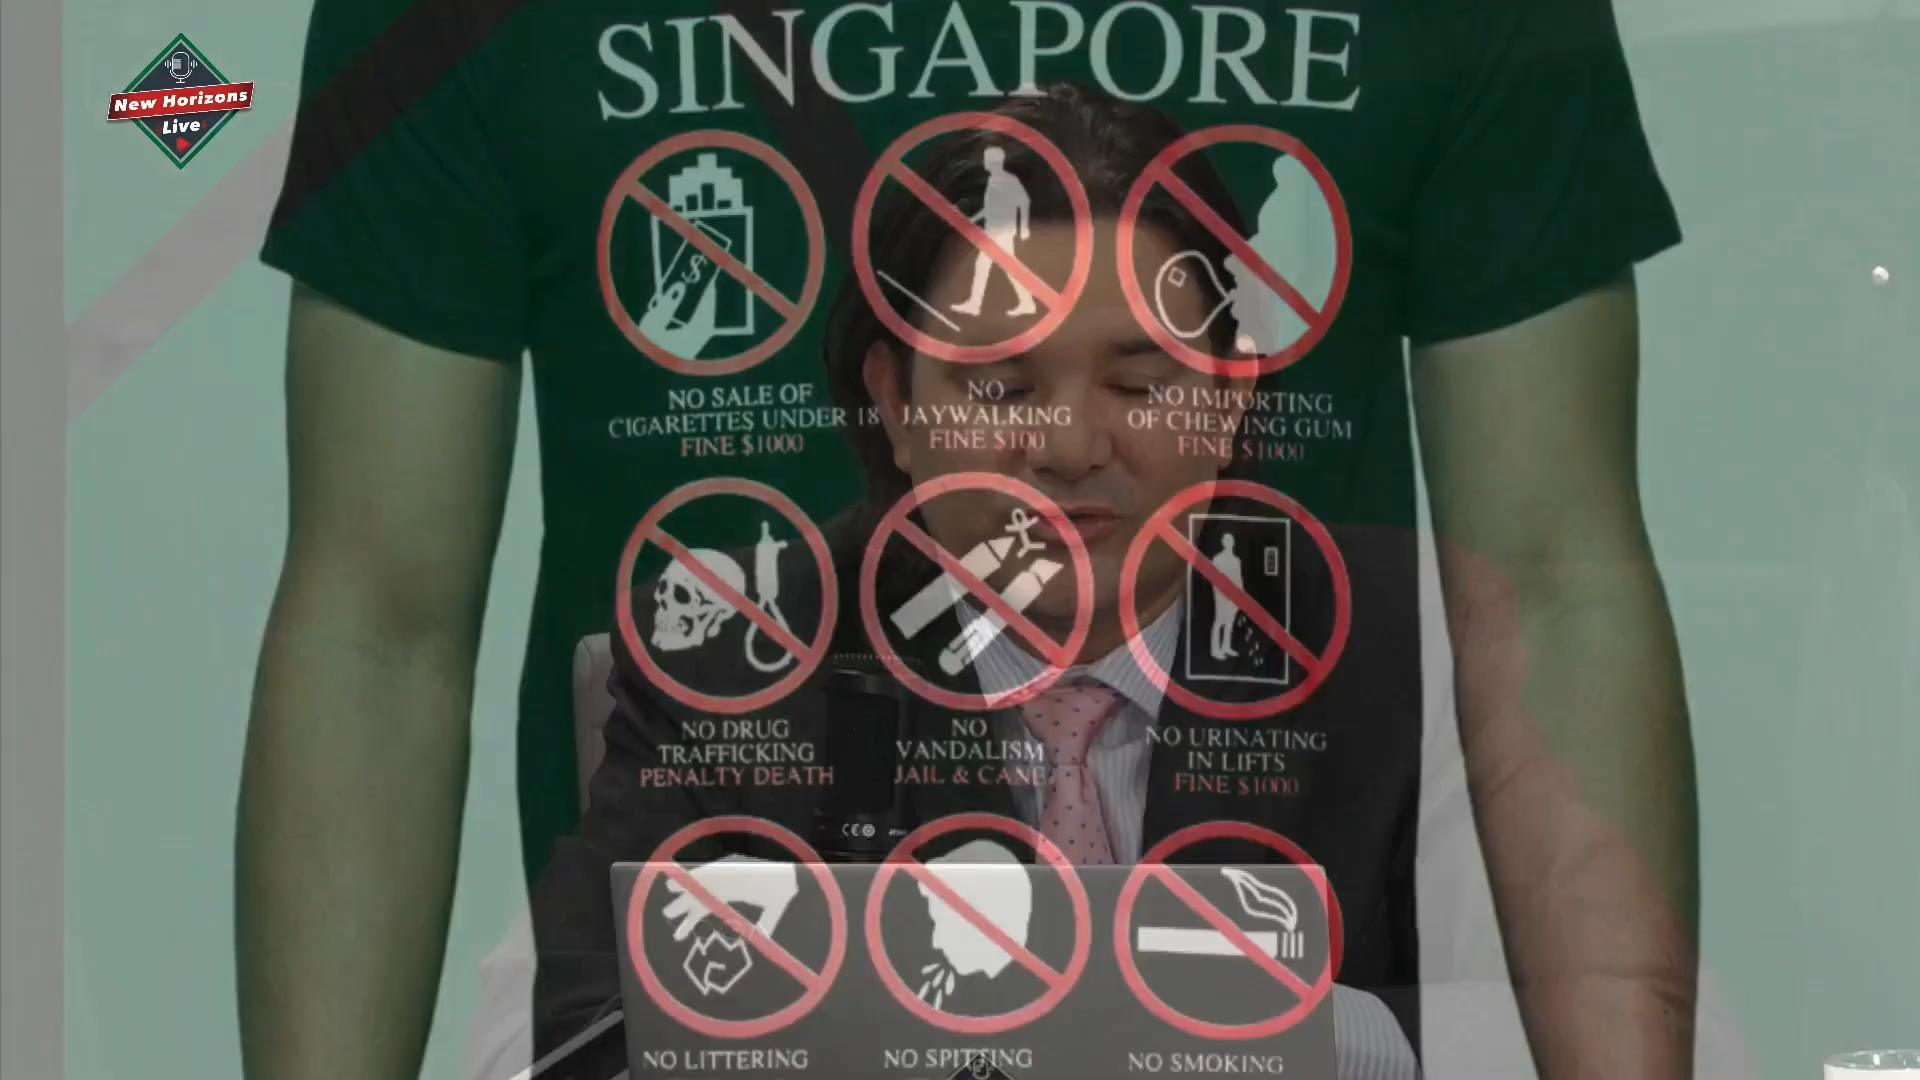 New Horizons
Live
SINGAPORE
NO SALE OF
CIGARETTES UNDER 18
FINE $1000
NO
JAYWALKING
FINE $100
NO IMPORTING
OF CHEWING GUM
FINE $1000
NO DRUG
TRAFFICKING
PENALTY DEATH
NO
VANDALISM
JAIL & CANE
NO URINATING
IN LIFTS
FINE $1000
NO LITTERING
NO SPITTING
NO SMOKING